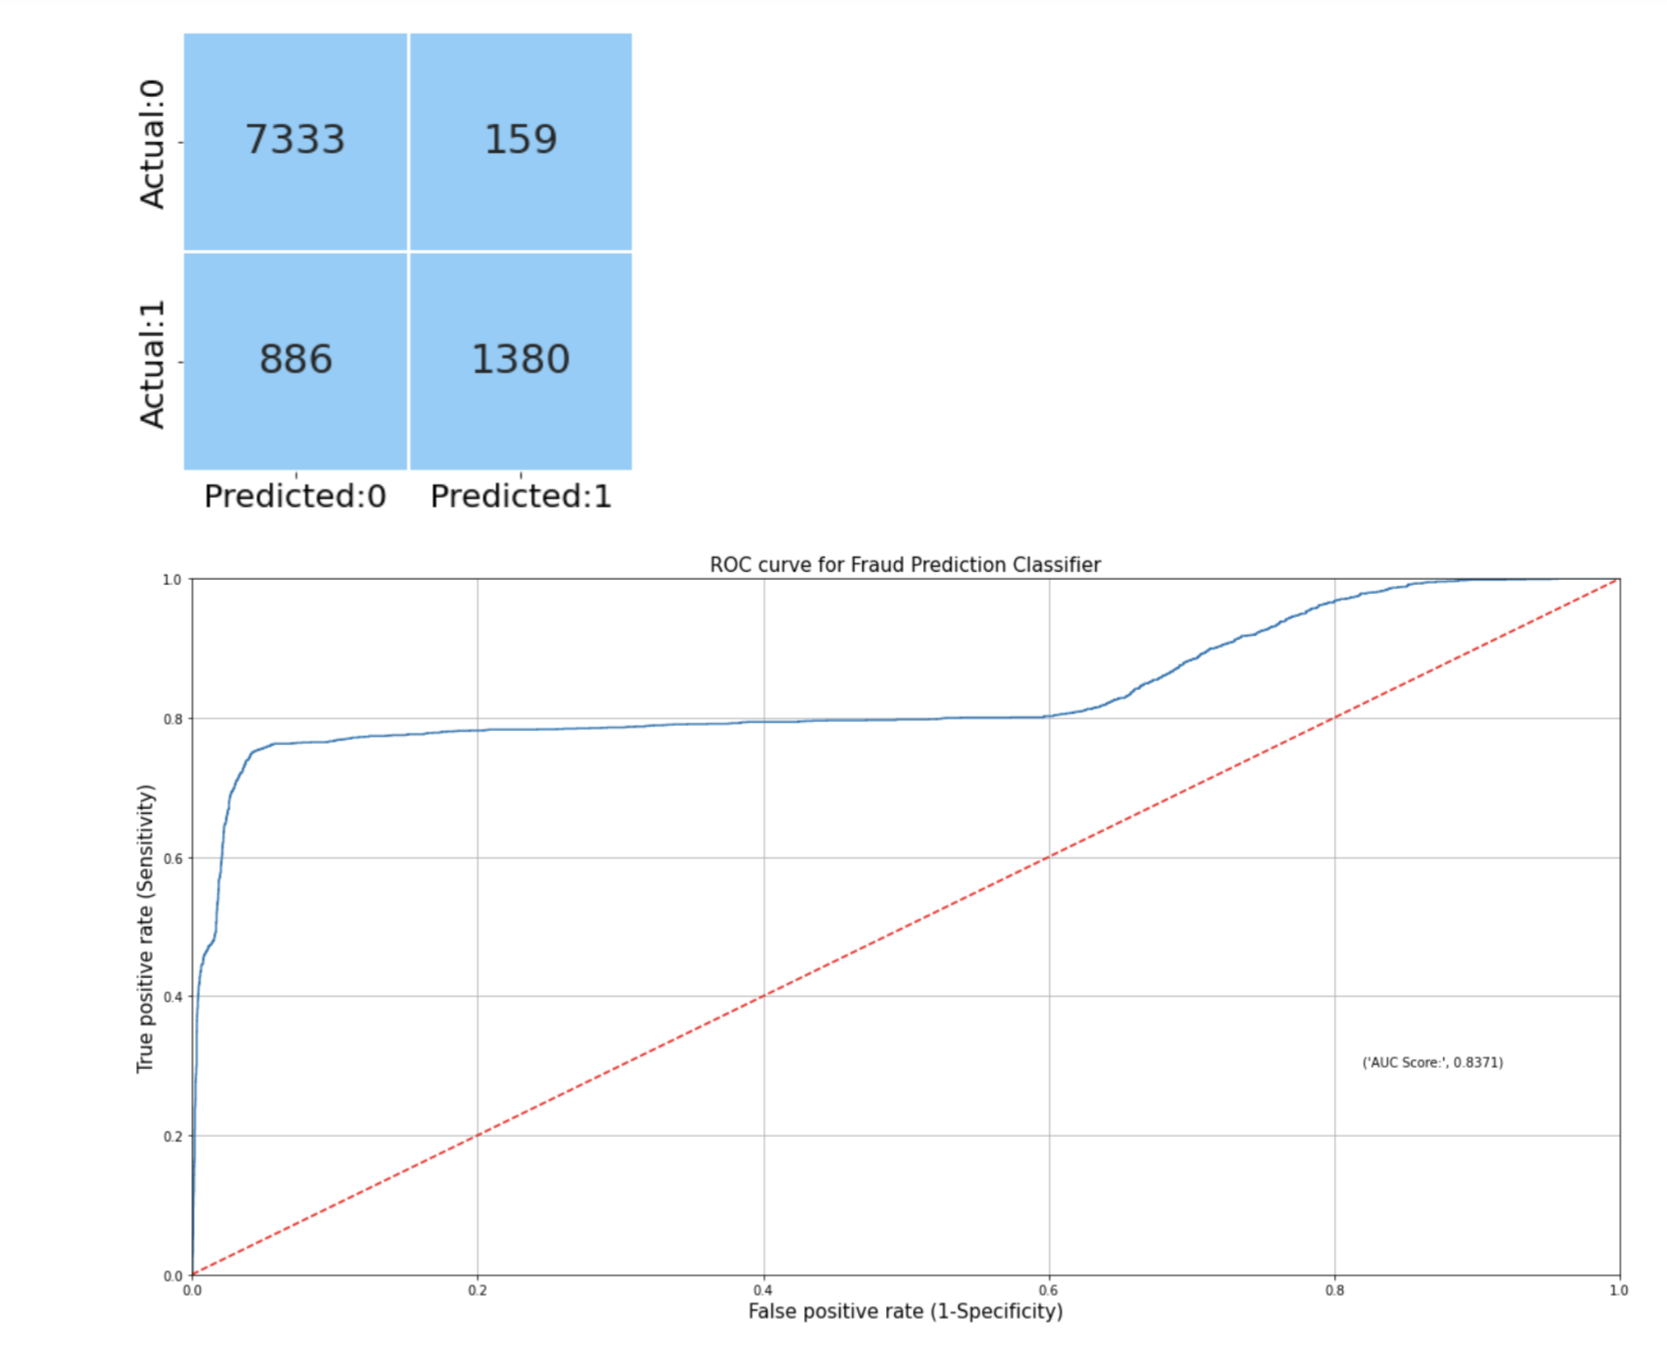 Actual:0
7333 159
Actual:1
886 1380
Predicted:0 Predicted:1
ROC curve for Fraud Prediction Classifier
True positive rate (Sensitivity)
1.0
0.8
0.6
0.4
0.2
0.0
('AUC Score:', 0.8371)
0.0 0.2 0.4 0.6 0.8 1.0
False positive rate (1-Specificity)